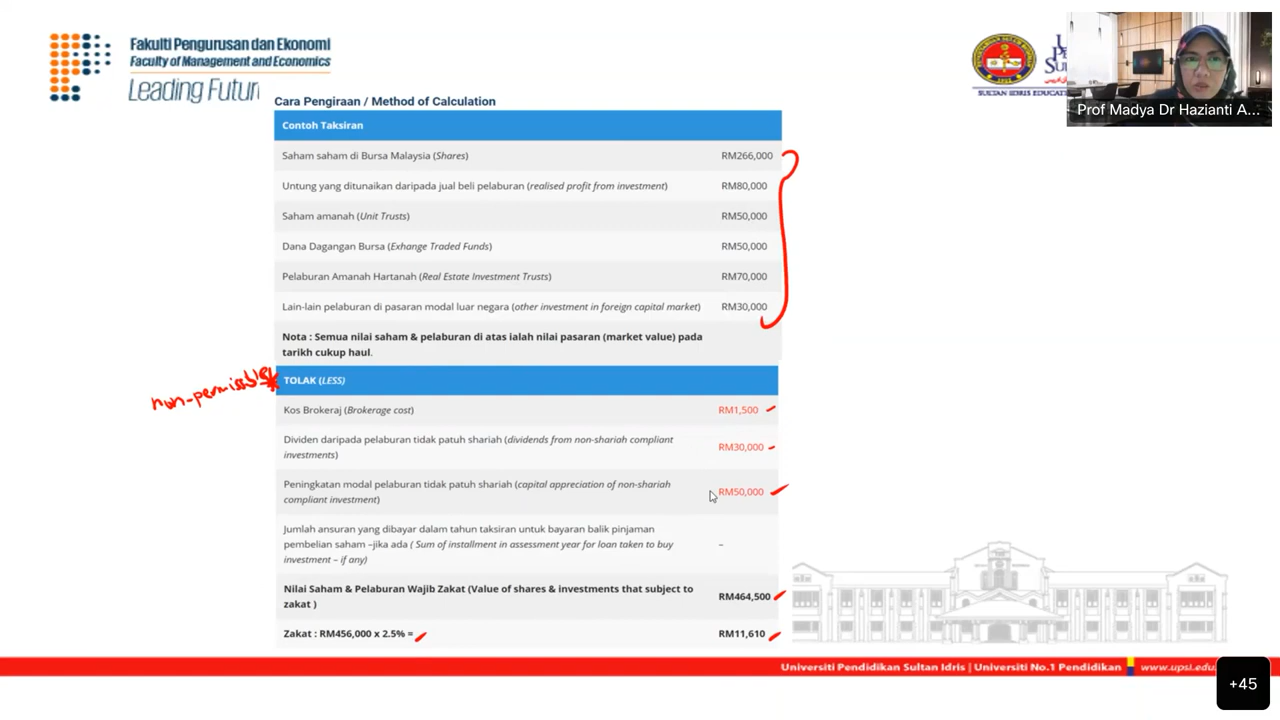 Fakulti Pengurusan dan Ekonomi
Faculty of Management and Economics
Leading Futur
SULTAN IDRIS EDUCAT
Prof Madya Dr Hazianti A...
Cara Pengiraan / Method of Calculation
Contoh Taksiran
Saham saham di Bursa Malaysia (Shares) RM266,000
Untung yang ditunaikan daripada jual beli pelaburan (realised profit from investment) RM80,000
Saham amanah (Unit Trusts) RM50,000
Dana Dagangan Bursa (Exhange Traded Funds) RM50,000
Pelaburan Amanah Hartanah (Real Estate Investment Trusts) RM70,000
Lain-lain pelaburan di pasaran modal luar negara (other investment in foreign capital market) RM30,000
Nota : Semua nilai saham & pelaburan di atas ialah nilai pasaran (market value) pada
tarikh cukup haul.
non-permissable
TOLAK (LESS)
Kos Brokeraj (Brokerage cost) RM1,500
Dividen daripada pelaburan tidak patuh shariah (dividends from non-shariah compliant
investments) RM30,000
Peningkatan modal pelaburan tidak patuh shariah (capital appreciation of non-shariah
compliant investment) RM50,000
Jumlah ansuran yang dibayar dalam tahun taksiran untuk bayaran balik pinjaman
pembelian saham –jika ada ( Sum of installment in assessment year for loan taken to buy –
investment – if any)
Nilai Saham & Pelaburan Wajib Zakat (Value of shares & investments that subject to
zakat ) RM464,500
Zakat : RM456,000 x 2.5% = RM11,610
Universiti Pendidikan Sultan Idris | Universiti No.1 Pendidikan www.upsi.edu.
+45